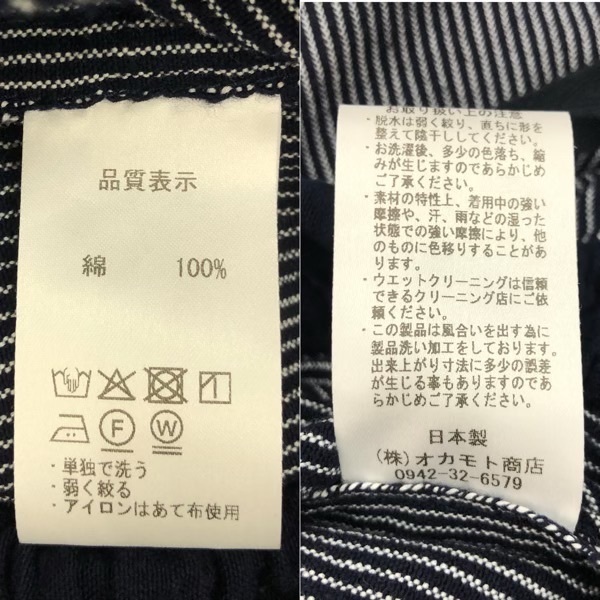 品質表示
綿 100%
F W
・単独で洗う
・弱く絞る
・アイロンはあて布使用
お取り扱い上の注意
・脱水は弱く絞り、直ちに形を
整えて陰干ししてください。
・お洗濯後、多少の色落ち、縮
みが生じますのであらかじめ
ご了承ください。
・素材の特性上、着用中の強い
摩擦や、汗、雨などの湿った
状態での強い摩擦により、他
のものに色移りすることがあ
ります。
・ウエットクリーニングは信頼
できるクリーニング店にご依
頼ください。
・この製品は風合いを出す為に
製品洗い加工をしております。
出来上がり寸法に多少の誤差
が生じる事もありますのであ
らかじめご了承ください。
日本製
(株)オカモト商店
0942-32-6579